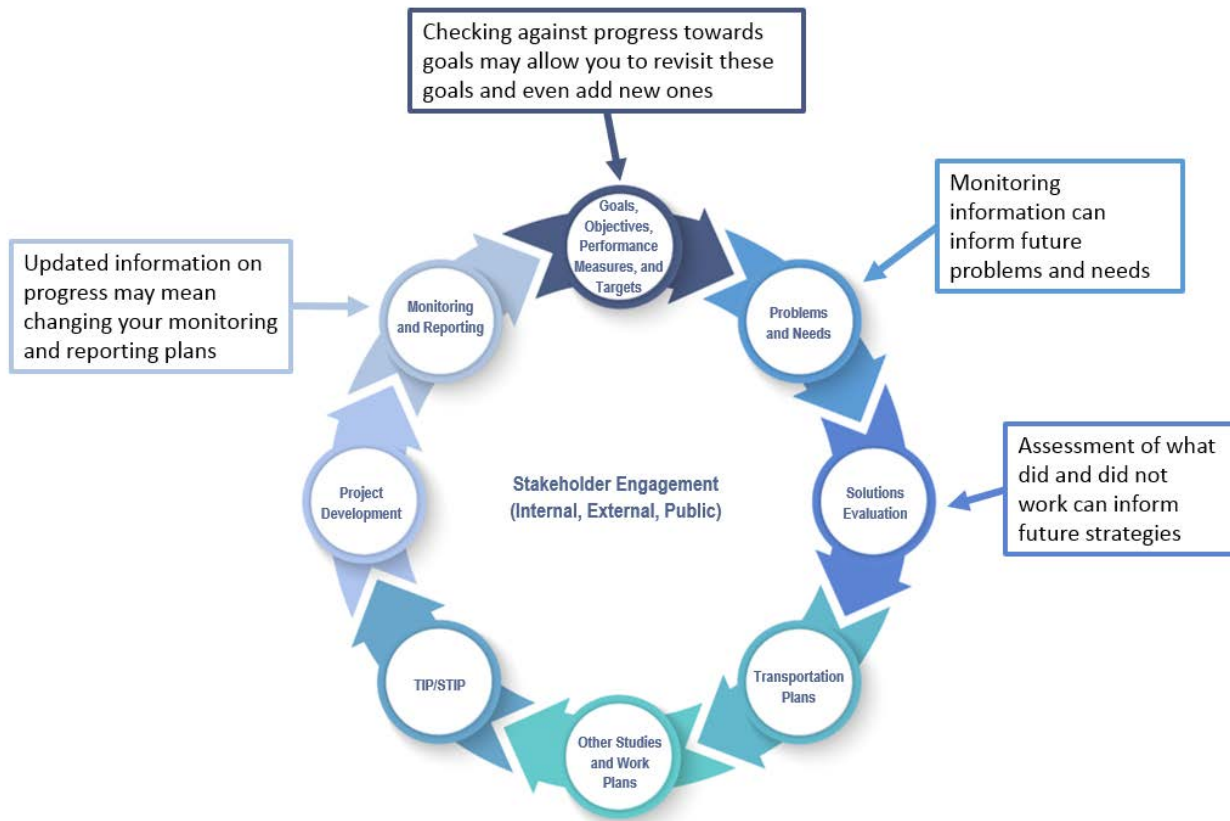 Checking against progress towards
goals may allow you to revisit these
goals and even add new ones
Goals,
Objectives,
Performance
Measures, and
Targets
Monitoring
information can
inform future
problems and needs
Updated information on
progress may mean
changing your monitoring
and reporting plans
Monitoring
and Reporting
Problems
and Needs
Assessment of what
did and did not
work can inform
future strategies
Solutions
Evaluation
Stakeholder Engagement
(Internal, External, Public)
Project
Development
Transportation
Plans
TIP/STIP
Other Studies
and Work
Plans